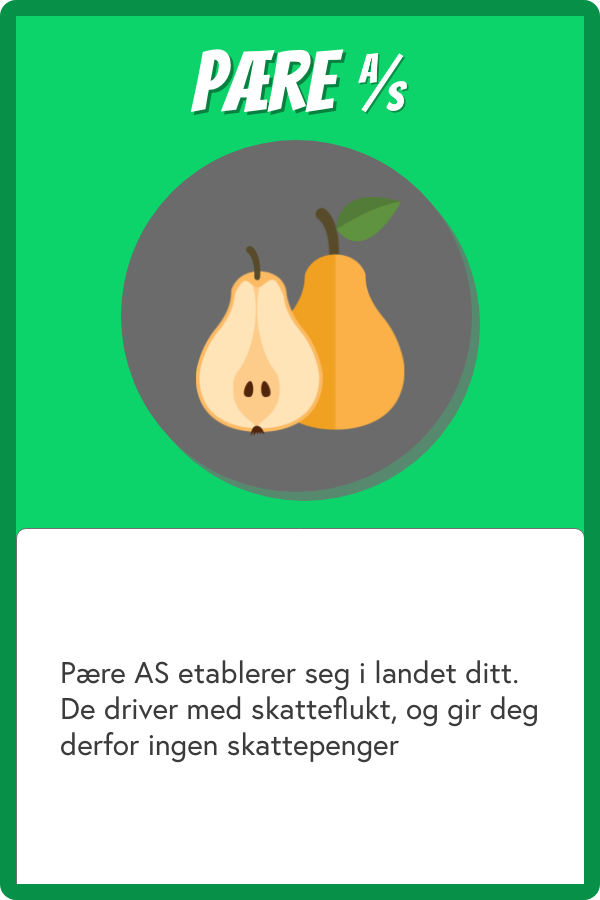 PÆRE A/S
Pære AS etablerer seg i landet ditt.
De driver med skatteflukt, og gir deg
derfor ingen skattepenger